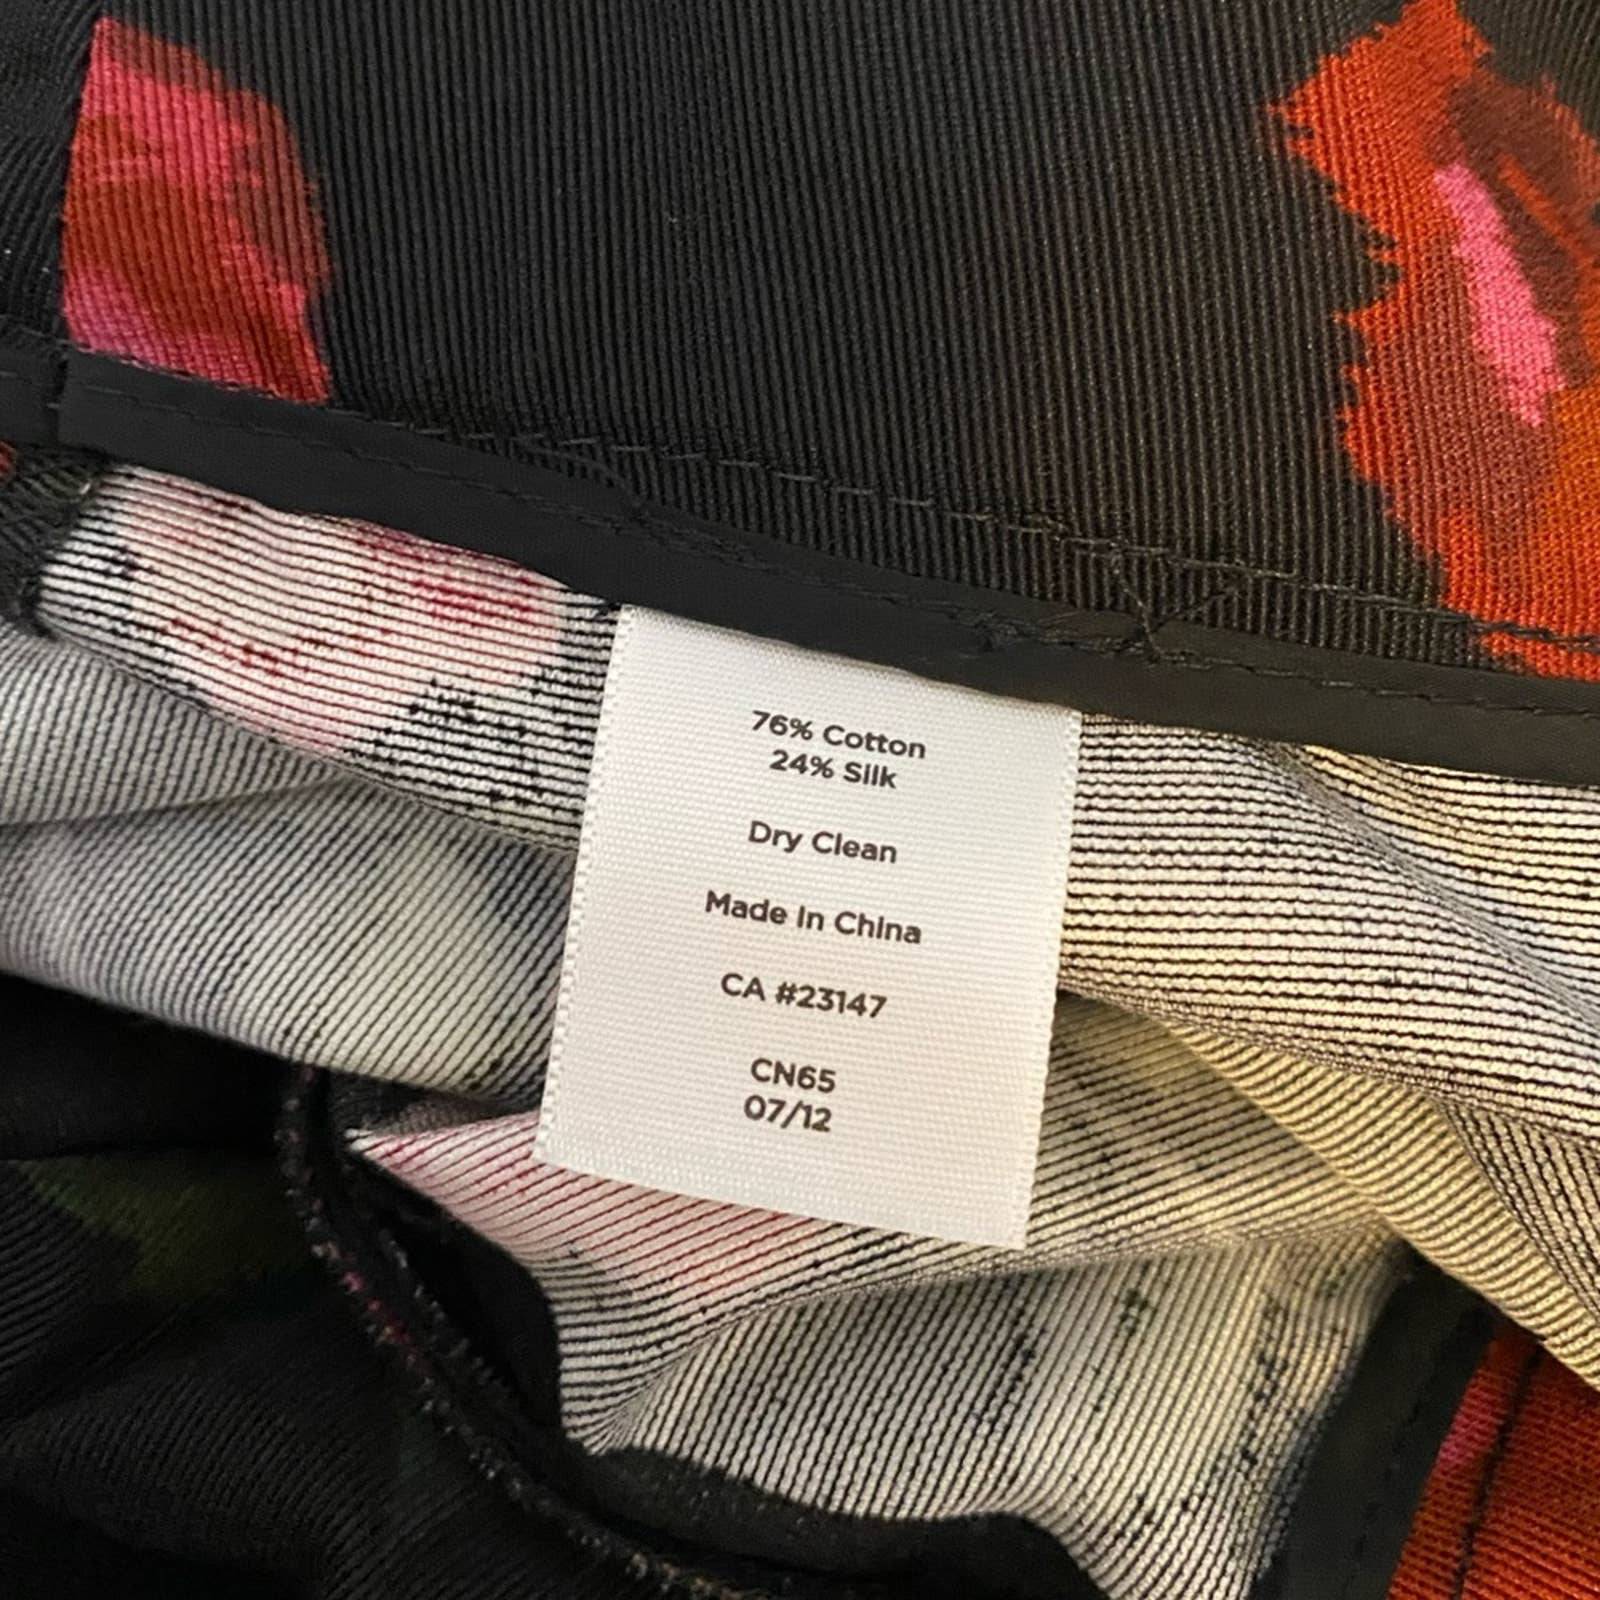 76% Cotton
24% Silk
Dry Clean
Made In China
CA #23147
CN65
07/12